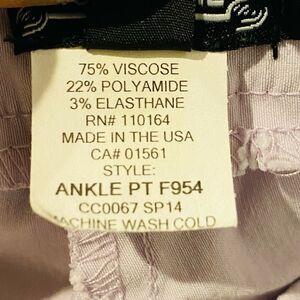 75% VISCOSE
22% POLYAMIDE
3% ELASTHANE
RN# 110164
MADE IN THE USA
CA# 01561
STYLE:
ANKLE PT F954
CC0067 SP14
MACHINE WASH COLD